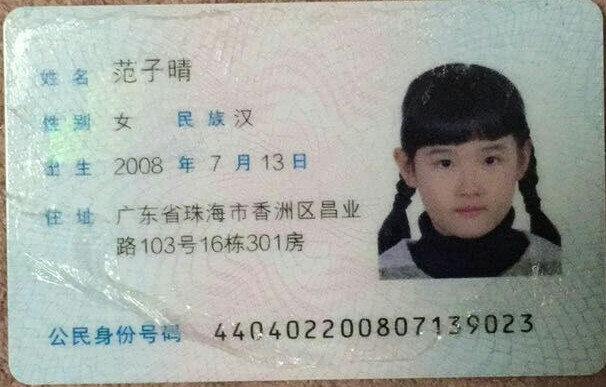 姓名 范子晴
性别 女 民族 汉
出生 2008 年 7 月 13 日
住址 广东省珠海市香洲区昌业
路103号16栋301房
公民身份号码 440402200807139023